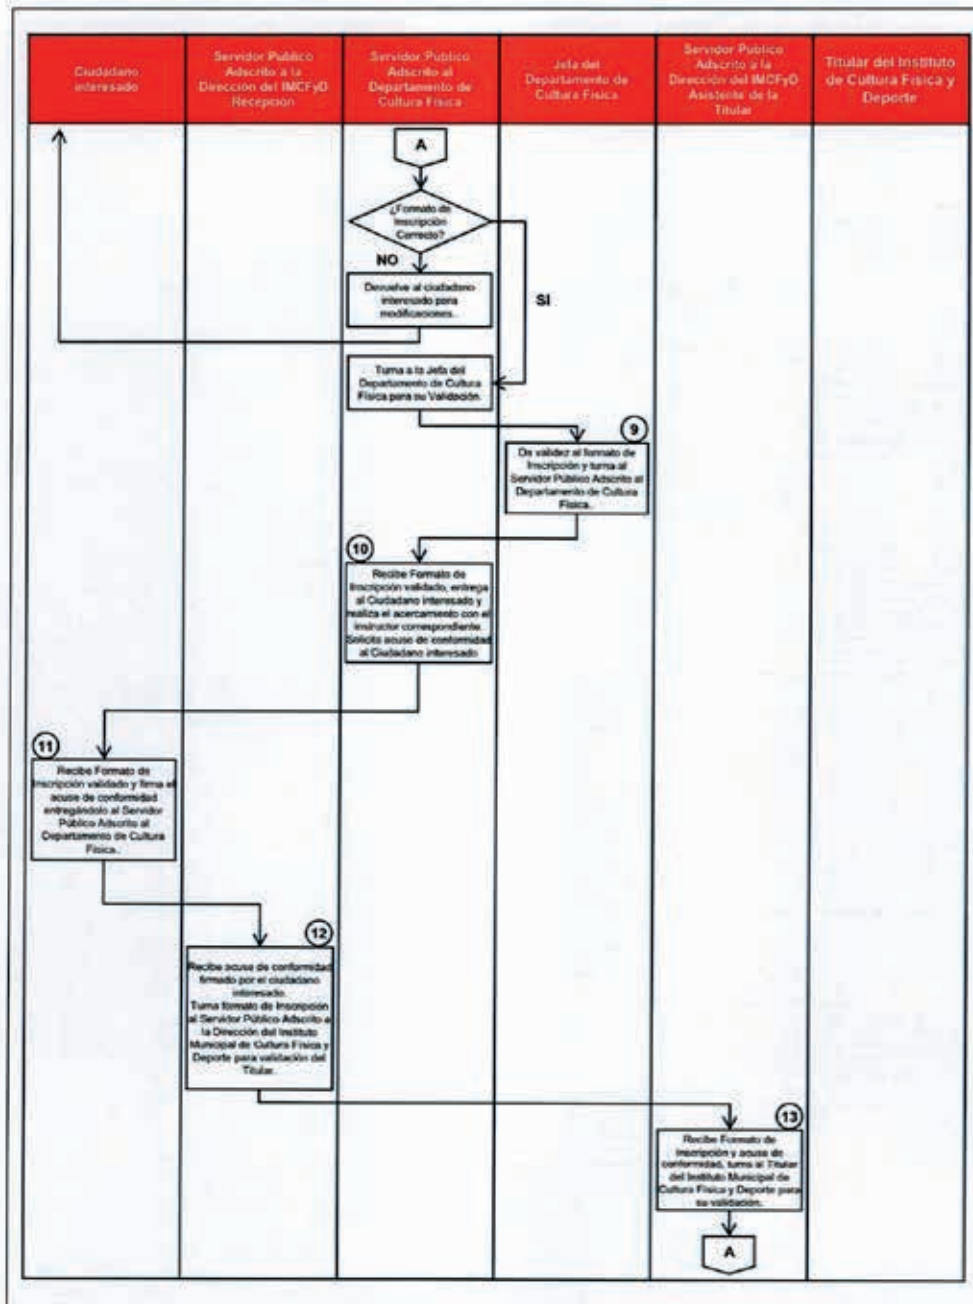 Ciudadano
interesado
Servidor Público
Adscrito a la
Dirección del IMCFyD
Recepción
Servidor Público
Adscrito al
Departamento de
Cultura Física
Jefa del
Departamento de
Cultura Física
Servidor Público
Adscrito a la
Dirección del IMCFyD
Asistente de la
Titular
Titular del Instituto
de Cultura Física y
Deporte
A
¿Formato de
Inscripción
Correcto?
NO
SI
Devuelve al ciudadano
interesado para
modificaciones..
Turna a la Jefa del
Departamento de Cultura
Física para su Validación.
9
Da validez al formato de
Inscripción y turna al
Servidor Público Adscrito al
Departamento de Cultura
Física..
10
Recibe Formato de
Inscripción validado, entrega
al Ciudadano interesado y
realiza el acercamiento con el
instructor correspondiente.
Solicita acuse de conformidad
al Ciudadano interesado
11
Recibe Formato de
Inscripción validado y firma el
acuse de conformidad
entregándolo al Servidor
Público Adscrito al
Departamento de Cultura
Física..
12
Recibe acuse de conformidad
firmado por el ciudadano
interesado.
Turna formato de Inscripción
al Servidor Público Adscrito a
la Dirección del Instituto
Municipal de Cultura Física y
Deporte para validación del
Titular.
13
Recibe Formato de
Inscripción y acuse de
conformidad, turna al Titular
del Instituto Municipal de
Cultura Física y Deporte para
su validación.
A